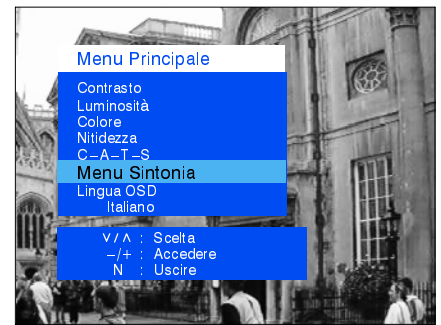 Menu Principale
Contrasto
Luminosità
Colore
Nitidezza
C–A–T–S
Menu Sintonia
Lingua OSD
Italiano
V/Λ : Scelta
–/+ : Accedere
N : Uscire